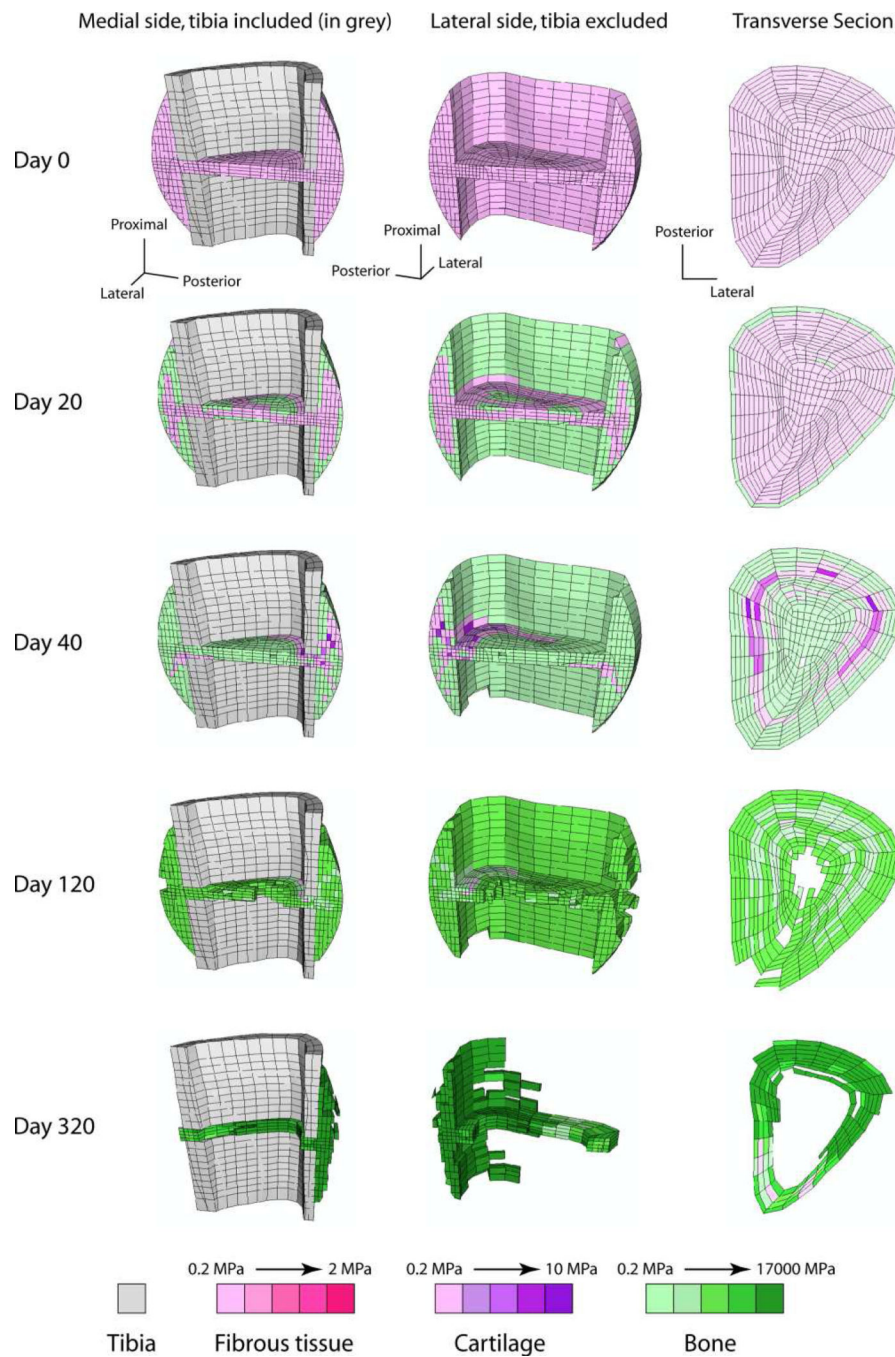 Medial side, tibia included (in grey) Lateral side, tibia excluded Transverse Secion
Day 0
Proximal
Posterior
Lateral
Proximal
Posterior
Lateral
Posterior
Lateral
Day 20
Day 40
Day 120
Day 320
0.2 MPa 2 MPa 0.2 MPa 10 MPa 0.2 MPa 17000 MPa
Tibia Fibrous tissue Cartilage Bone